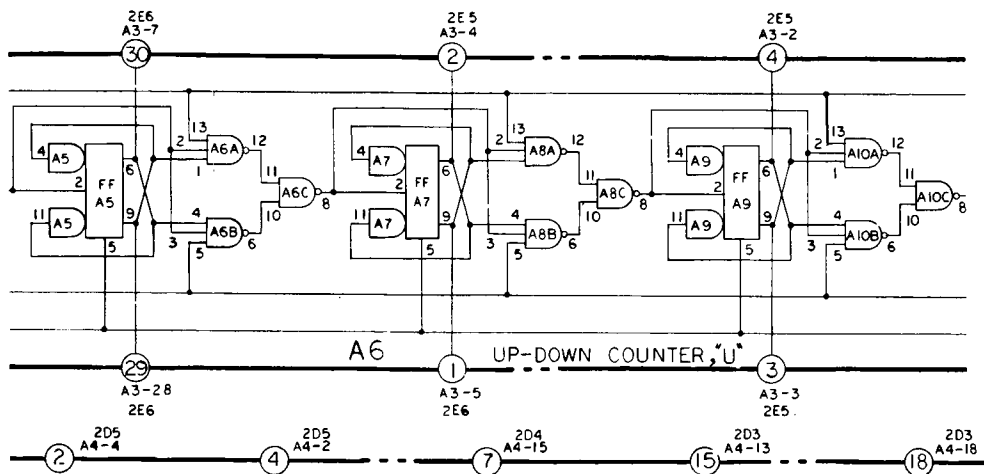 2E6 2E5 2E5
A3-7 A3-4 A3-2
30 2 4
13 12 13 12 13 12
4 A5 6 2 A6A 4 A7 6 2 A8A 4 A9 6 2 A10A
1 11 1 11 1 11
2 FF A5 A6C 8 2 FF A7 A8C 8 2 FF A9 A10C 8
10 10 10
11 A5 9 4 A6B 6 11 A7 9 4 A8B 6 11 A9 9 4 A10B 6
5 3 5 5 3 5 5 3 5
A6 UP-DOWN COUNTER, "U"
29 1 3
A3-28 A3-5 A3-3
2E6 2E6 2E5.
2D5 2D5 2D4 2D3 2D3
2 A4-4 4 A4-2 7 A4-15 15 A4-13 18 A4-18